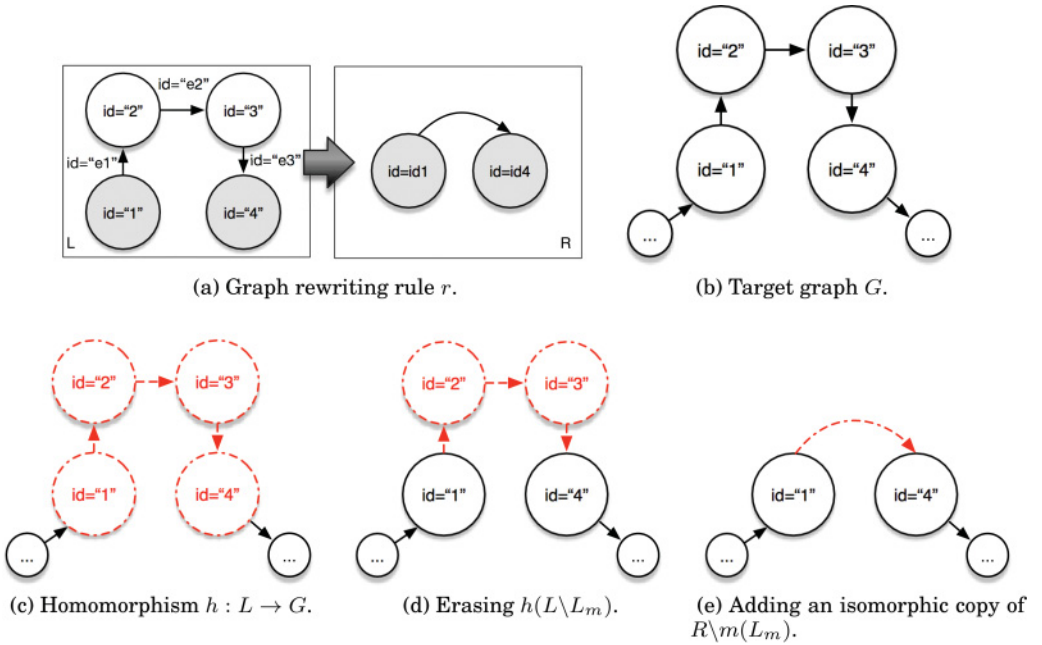 id=“2”
id=“3”
id=“e2”
id=“2”
id=“3”
id=“e1”
id=“e3”
id=id1
id=id4
id=“1”
id=“4”
id=“1”
id=“4”
L
R
...
...
(a) Graph rewriting rule r.
(b) Target graph G.
id=“2”
id=“3”
id=“1”
id=“4”
...
...
(c) Homomorphism h : L → G.
id=“2”
id=“3”
id=“1”
id=“4”
...
...
(d) Erasing h(L\L_m).
id=“1”
id=“4”
...
...
(e) Adding an isomorphic copy of
R\m(L_m).